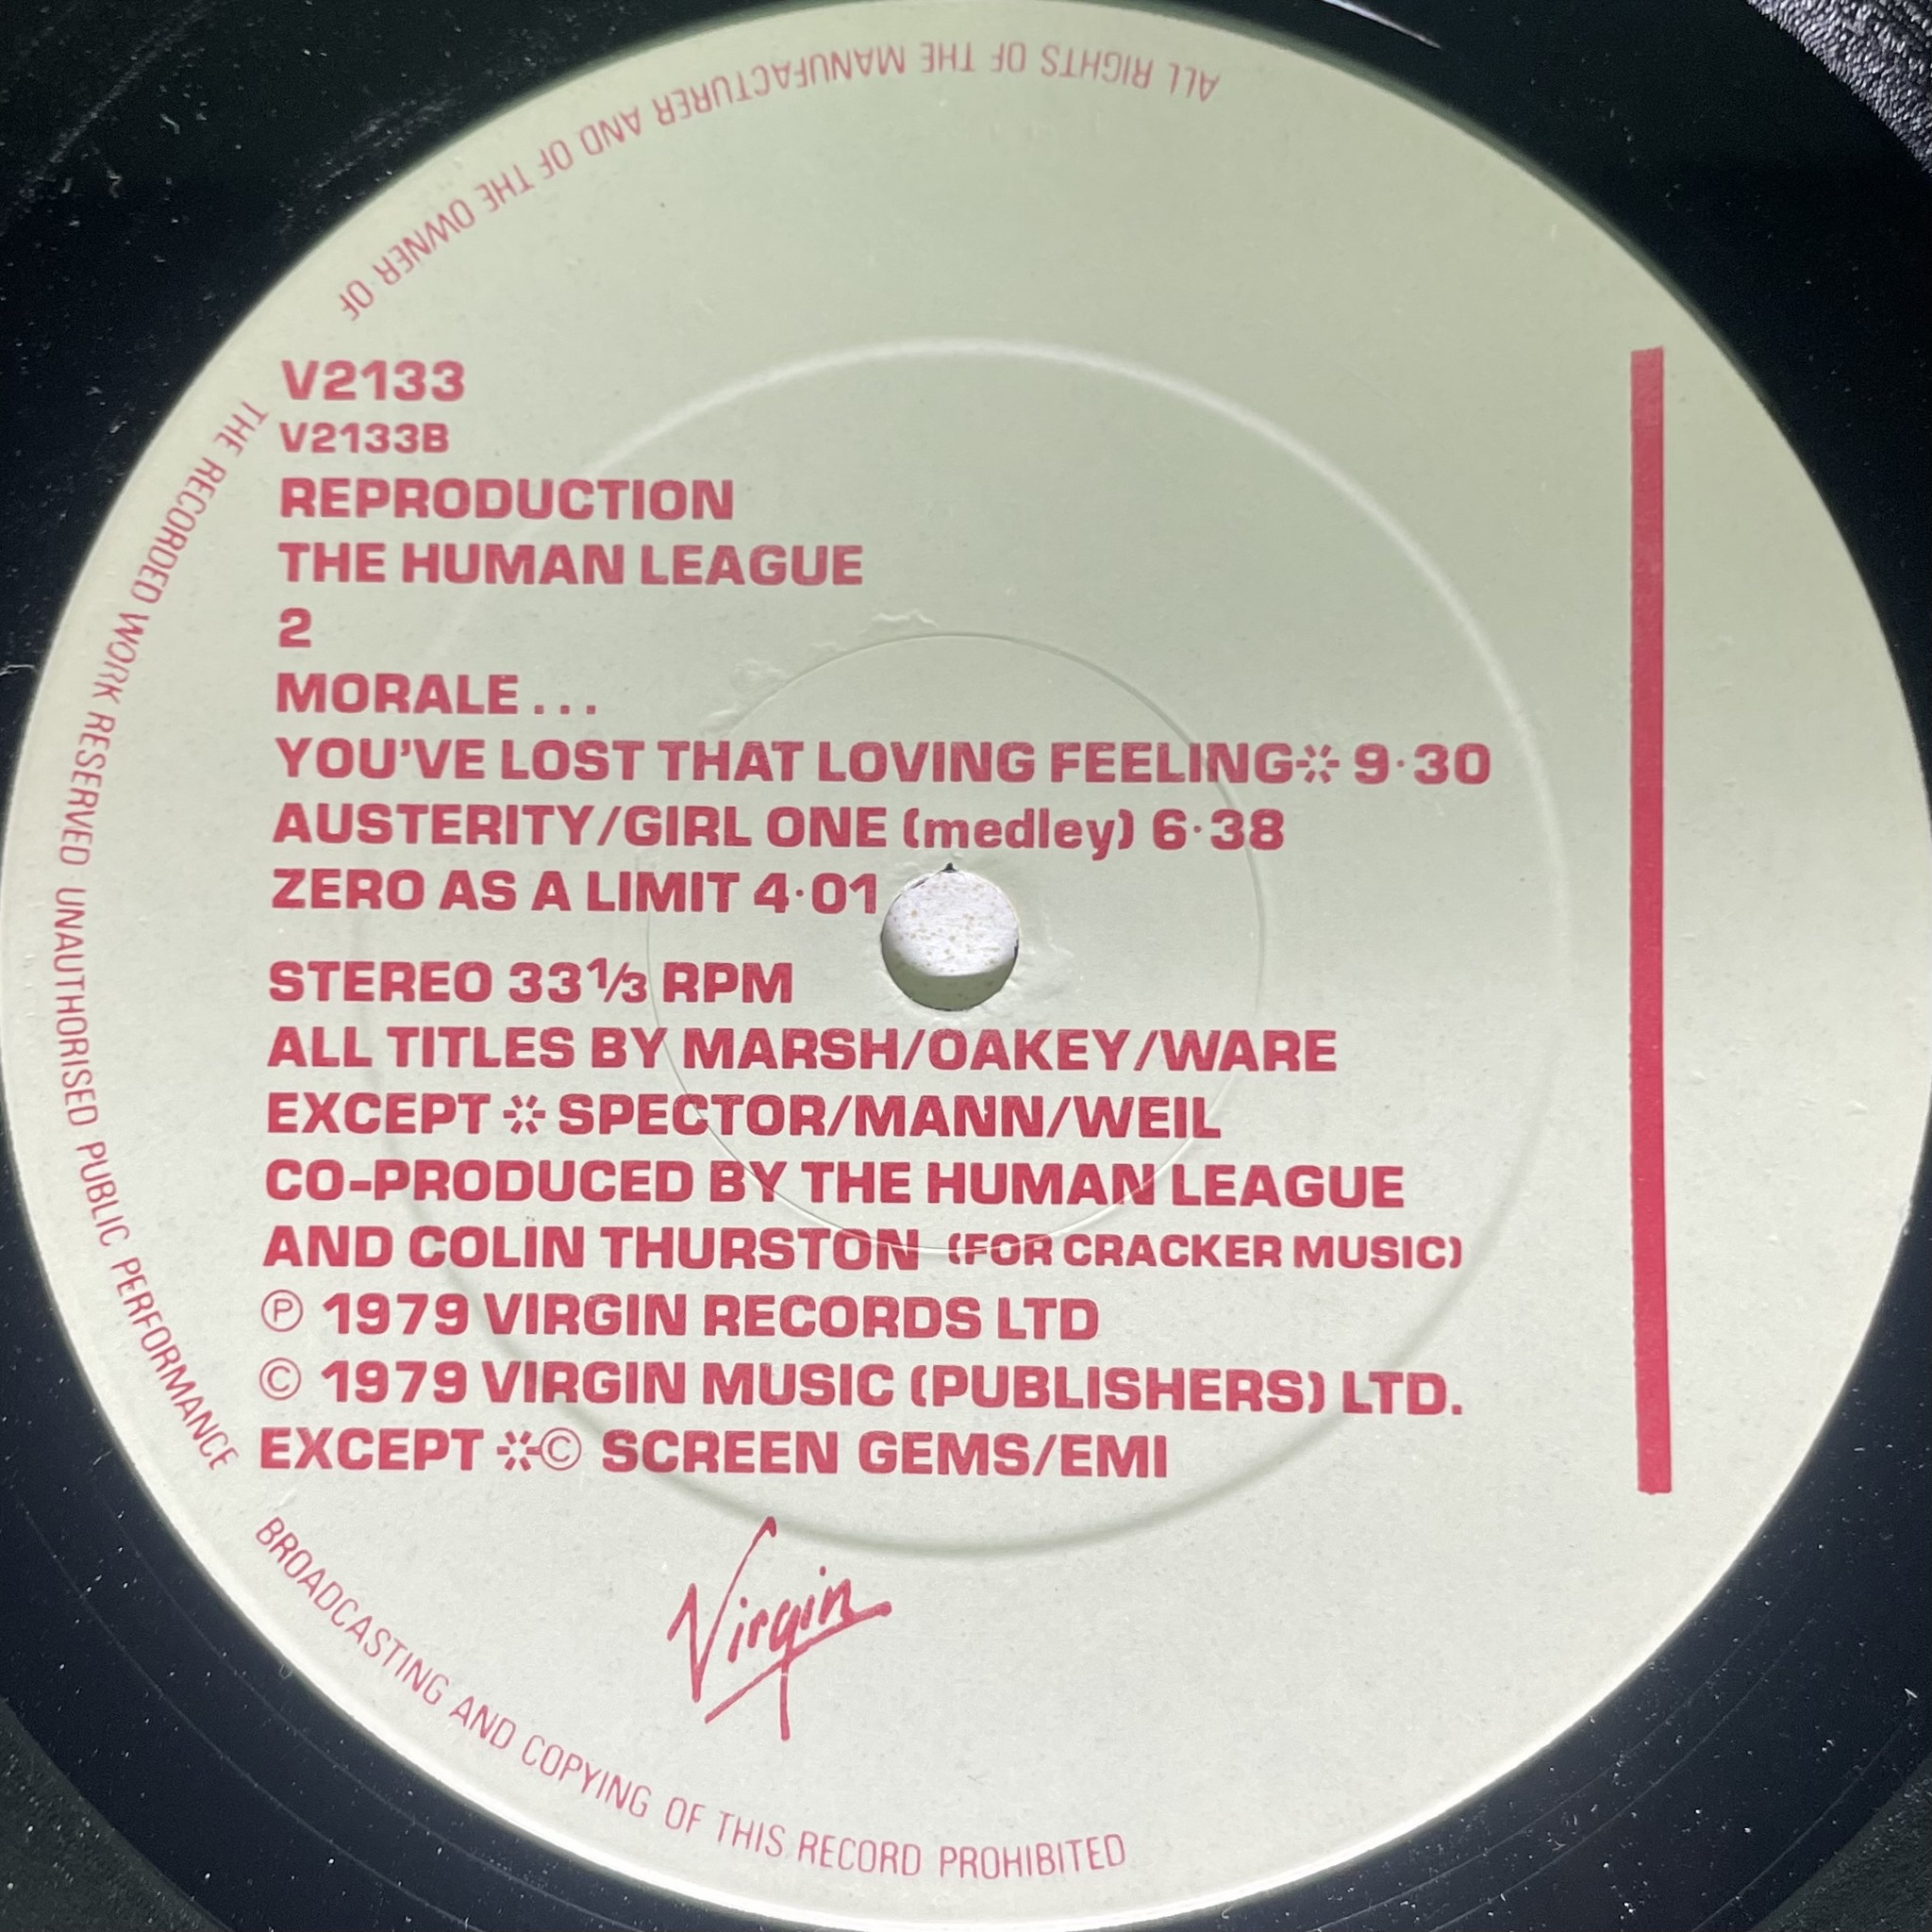 ALL RIGHTS OF THE MANUFACTURER AND OF THE OWNER OF THE RECORDED WORK RESERVED · UNAUTHORISED PUBLIC PERFORMANCE BROADCASTING AND COPYING OF THIS RECORD PROHIBITED
V2133
V2133B
REPRODUCTION
THE HUMAN LEAGUE
2
MORALE...
YOU'VE LOST THAT LOVING FEELING* 9·30
AUSTERITY/GIRL ONE (medley) 6·38
ZERO AS A LIMIT 4·01
STEREO 33⅓ RPM
ALL TITLES BY MARSH/OAKEY/WARE
EXCEPT * SPECTOR/MANN/WEIL
CO-PRODUCED BY THE HUMAN LEAGUE
AND COLIN THURSTON (FOR CRACKER MUSIC)
℗ 1979 VIRGIN RECORDS LTD
© 1979 VIRGIN MUSIC (PUBLISHERS) LTD.
EXCEPT *© SCREEN GEMS/EMI
Virgin